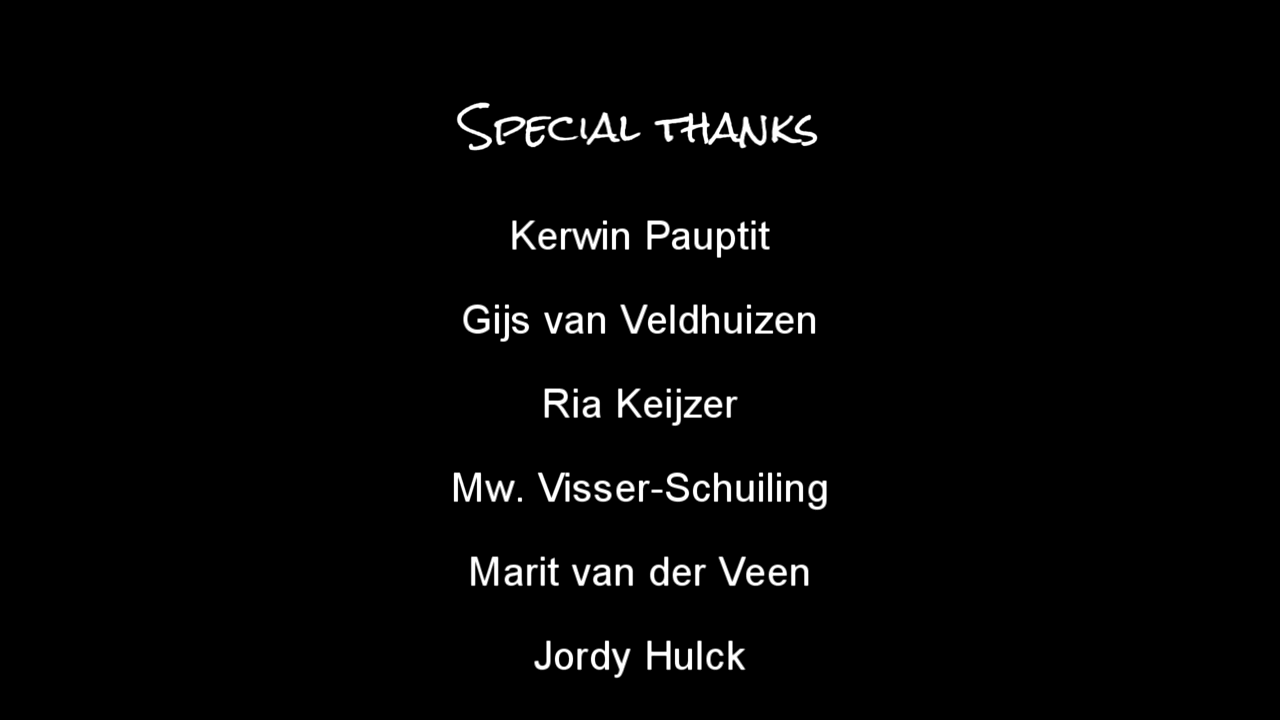 Special thanks
Kerwin Pauptit
Gijs van Veldhuizen
Ria Keijzer
Mw. Visser-Schuiling
Marit van der Veen
Jordy Hulck